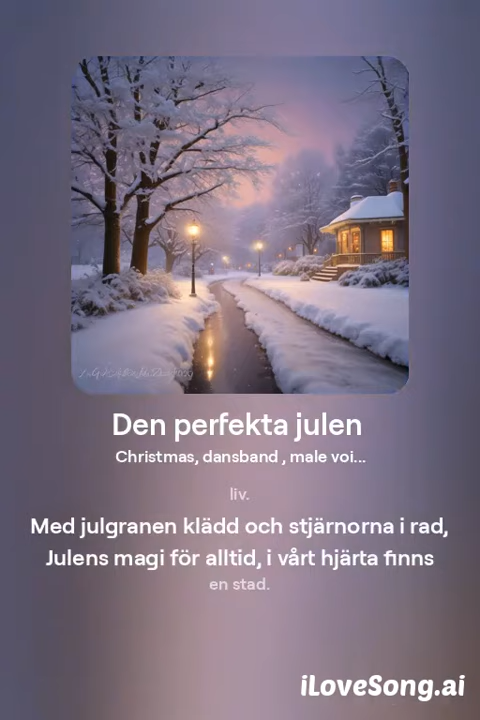 Den perfekta julen
Christmas, dansband , male voi...
liv.
Med julgranen klädd och stjärnorna i rad,
Julens magi för alltid, i vårt hjärta finns
en stad.
iLoveSong.ai